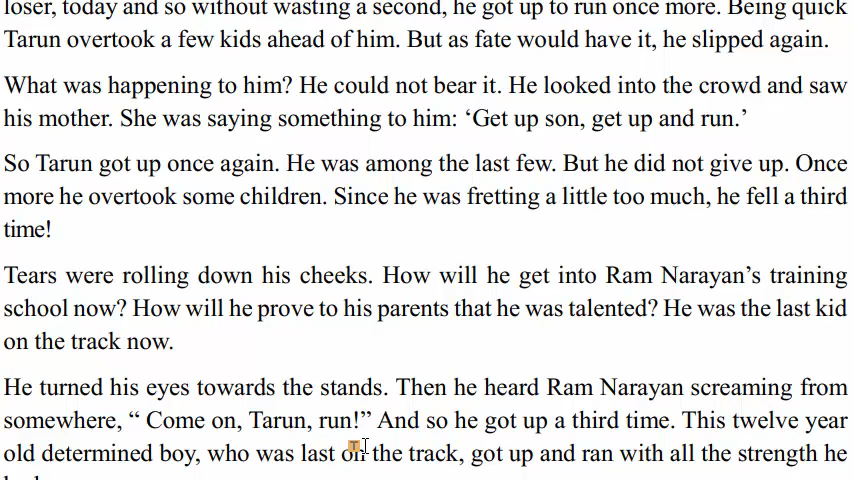 loser, today and so without wasting a second, he got up to run once more. Being quick
Tarun overtook a few kids ahead of him. But as fate would have it, he slipped again.
What was happening to him? He could not bear it. He looked into the crowd and saw
his mother. She was saying something to him: ‘Get up son, get up and run.’
So Tarun got up once again. He was among the last few. But he did not give up. Once
more he overtook some children. Since he was fretting a little too much, he fell a third
time!
Tears were rolling down his cheeks. How will he get into Ram Narayan’s training
school now? How will he prove to his parents that he was talented? He was the last kid
on the track now.
He turned his eyes towards the stands. Then he heard Ram Narayan screaming from
somewhere, “ Come on, Tarun, run!” And so he got up a third time. This twelve year
old determined boy, who was last on the track, got up and ran with all the strength he